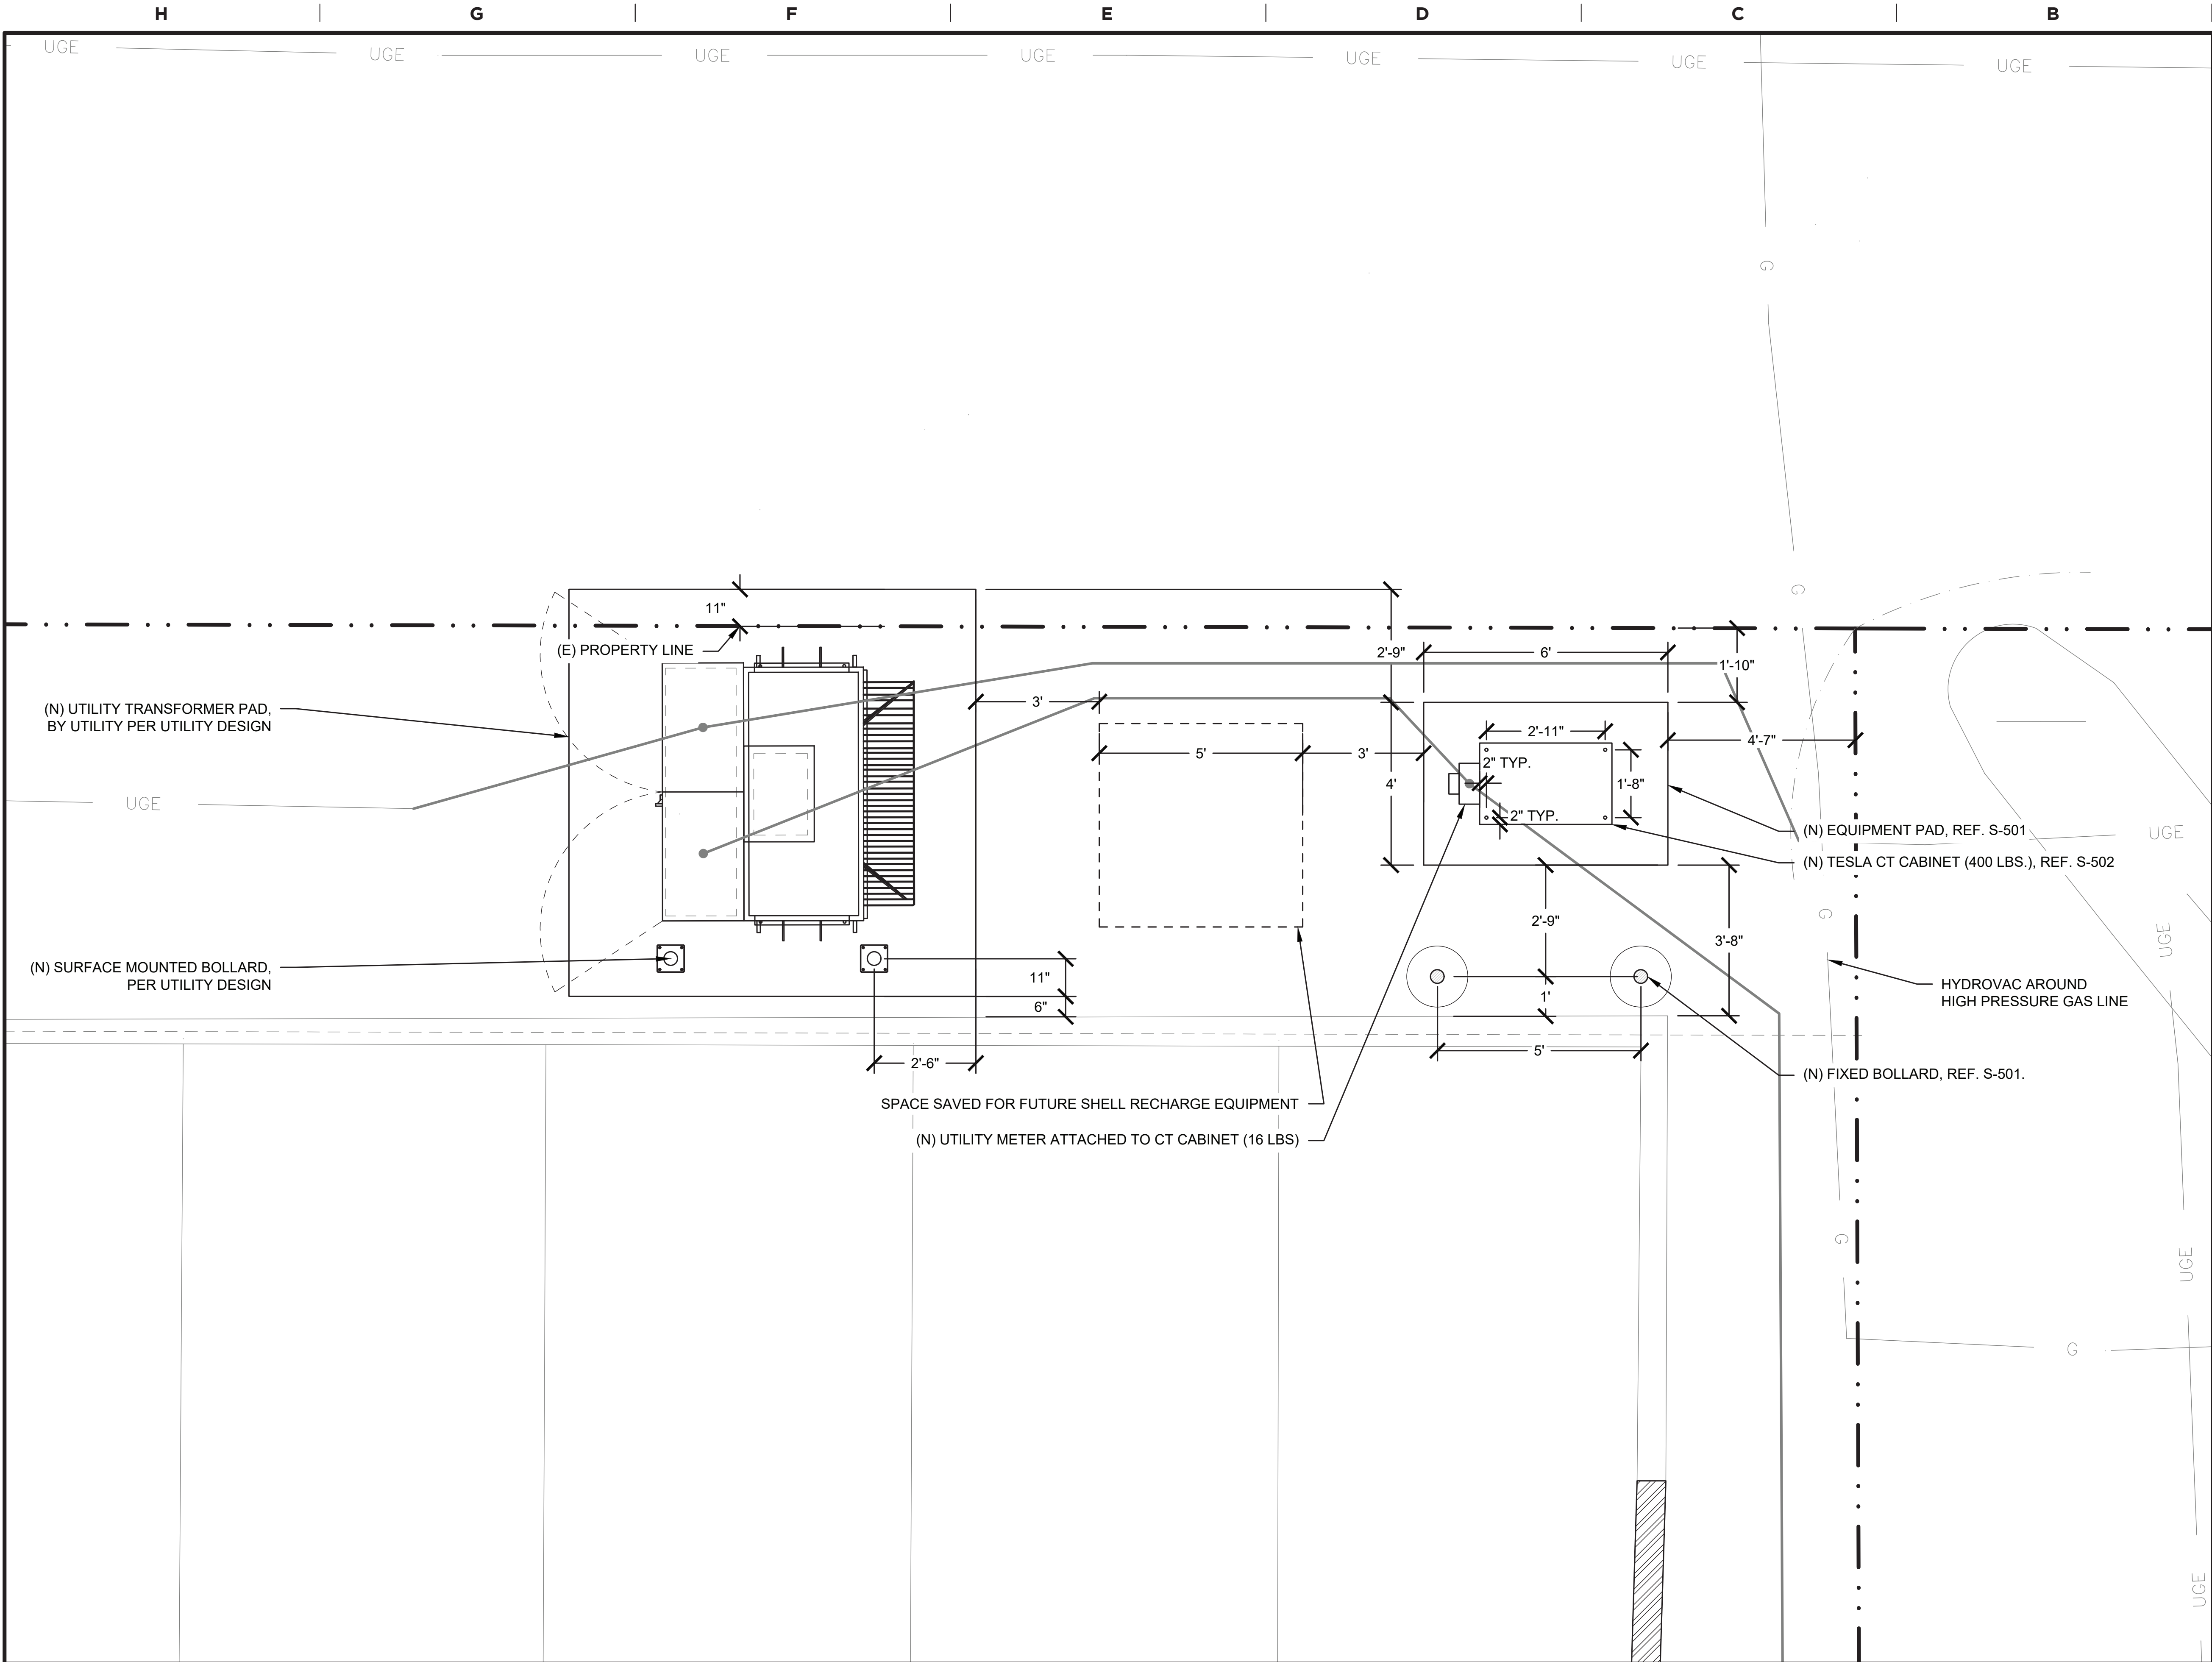 H G F E D C B
UGE UGE UGE UGE UGE UGE UGE
G
G
11"
(E) PROPERTY LINE
2'-9"
6'
1'-10"
(N) UTILITY TRANSFORMER PAD,
BY UTILITY PER UTILITY DESIGN
3'
2'-11"
4'-7"
5'
3'
2" TYP.
4'
1'-8"
UGE
2" TYP.
(N) EQUIPMENT PAD, REF. S-501
UGE
(N) TESLA CT CABINET (400 LBS.), REF. S-502
G
2'-9"
3'-8"
UGE
(N) SURFACE MOUNTED BOLLARD,
PER UTILITY DESIGN
11"
6"
1'
HYDROVAC AROUND
HIGH PRESSURE GAS LINE
2'-6"
5'
(N) FIXED BOLLARD, REF. S-501.
SPACE SAVED FOR FUTURE SHELL RECHARGE EQUIPMENT
(N) UTILITY METER ATTACHED TO CT CABINET (16 LBS)
G
UGE
G
UGE